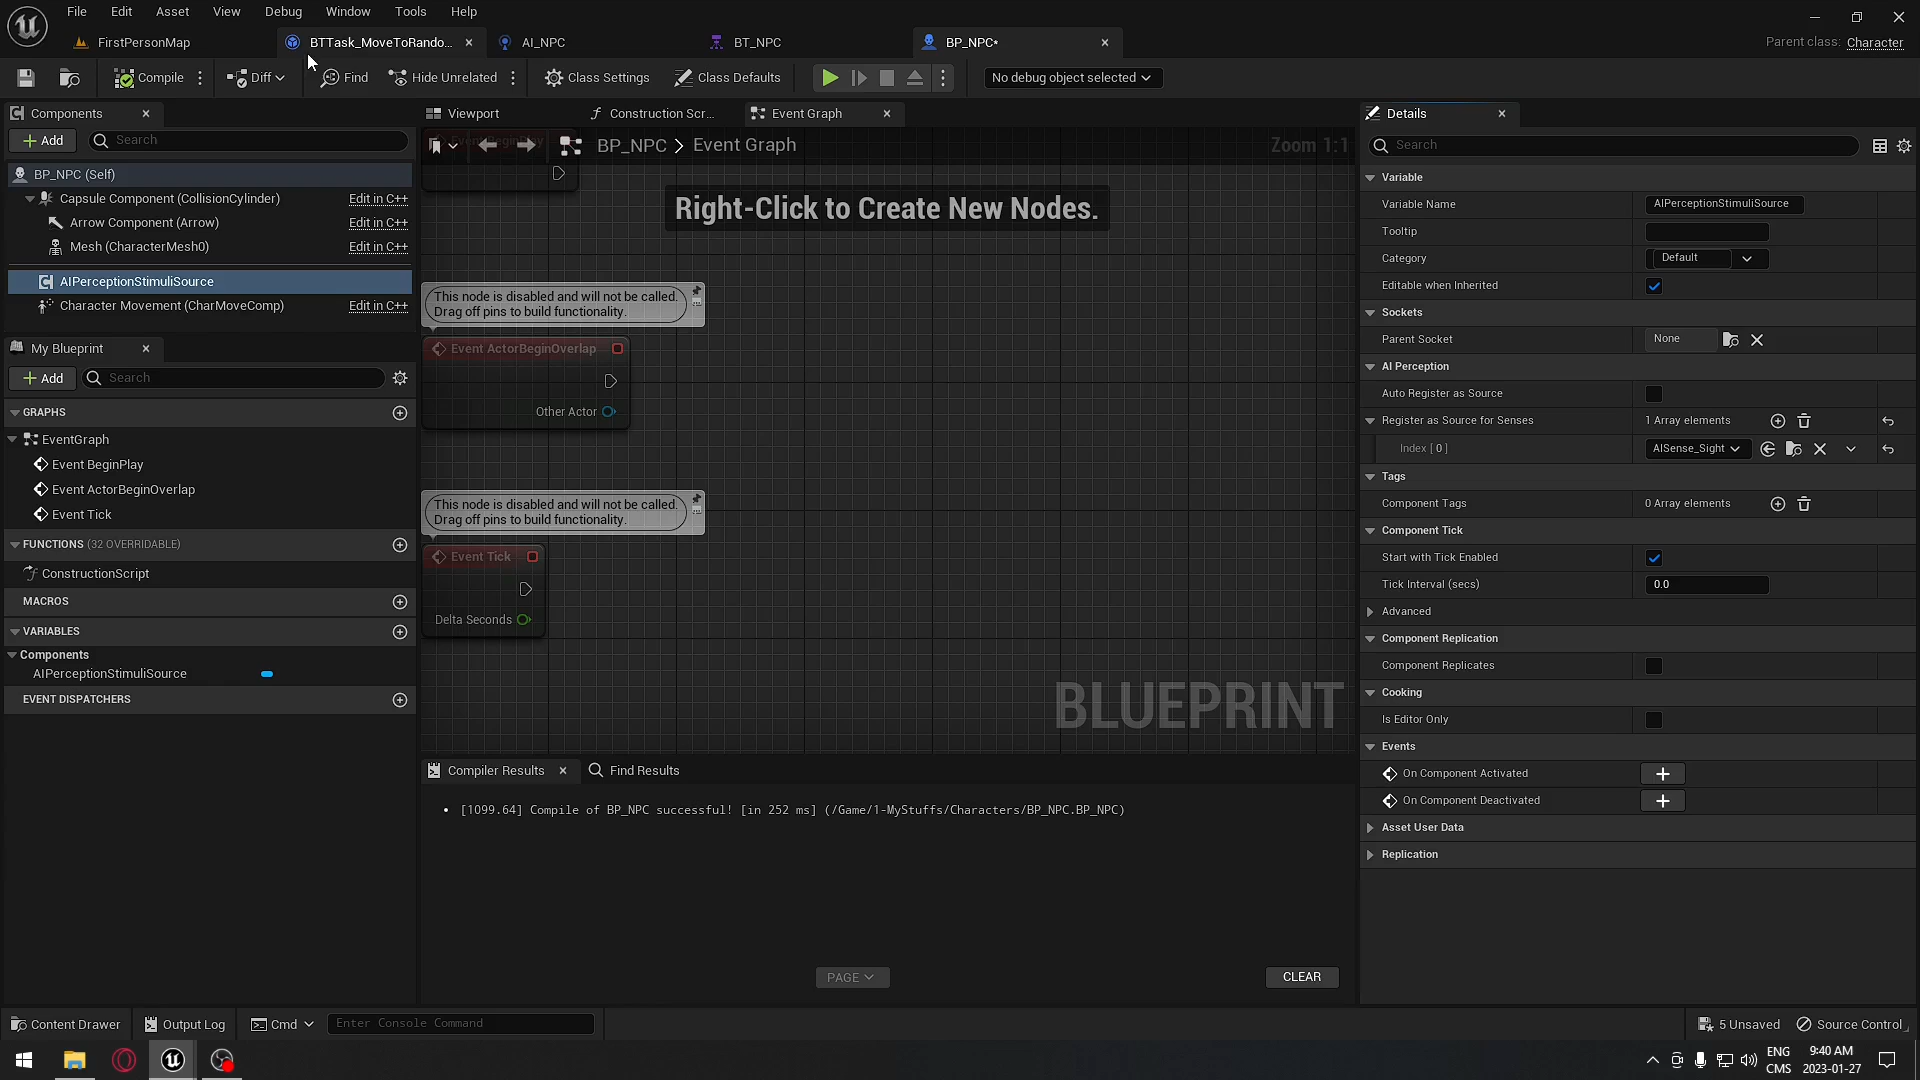 File Edit Asset View Debug Window Tools Help
FirstPersonMap
BTTask_MoveToRando...
AI_NPC
BT_NPC
BP_NPC*
Parent class: Character
Compile
Diff
Find
Hide Unrelated
Class Settings
Class Defaults
No debug object selected
Components
Add
Search
BP_NPC (Self)
Capsule Component (CollisionCylinder) Edit in C++
Arrow Component (Arrow) Edit in C++
Mesh (CharacterMesh0) Edit in C++
AIPerceptionStimuliSource
Character Movement (CharMoveComp) Edit in C++
My Blueprint
Add
Search
GRAPHS
EventGraph
Event BeginPlay
Event ActorBeginOverlap
Event Tick
FUNCTIONS (32 OVERRIDABLE)
ConstructionScript
MACROS
VARIABLES
Components
AIPerceptionStimuliSource
EVENT DISPATCHERS
Viewport
Construction Scr...
Event Graph
Event BeginPlay
BP_NPC > Event Graph
Zoom 1:1
Right-Click to Create New Nodes.
This node is disabled and will not be called.
Drag off pins to build functionality.
Event ActorBeginOverlap
Other Actor
This node is disabled and will not be called.
Drag off pins to build functionality.
Event Tick
Delta Seconds
BLUEPRINT
Compiler Results
Find Results
• [1099.64] Compile of BP_NPC successful! [in 252 ms] (/Game/1-MyStuffs/Characters/BP_NPC.BP_NPC)
PAGE
CLEAR
Details
Search
Variable
Variable Name AIPerceptionStimuliSource
Tooltip
Category Default
Editable when Inherited
Sockets
Parent Socket None
AI Perception
Auto Register as Source
Register as Source for Senses 1 Array elements
Index [ 0 ] AISense_Sight
Tags
Component Tags 0 Array elements
Component Tick
Start with Tick Enabled
Tick Interval (secs) 0.0
Advanced
Component Replication
Component Replicates
Cooking
Is Editor Only
Events
On Component Activated
On Component Deactivated
Asset User Data
Replication
Content Drawer
Output Log
Cmd
Enter Console Command
5 Unsaved
Source Control
ENG
CMS
9:40 AM
2023-01-27